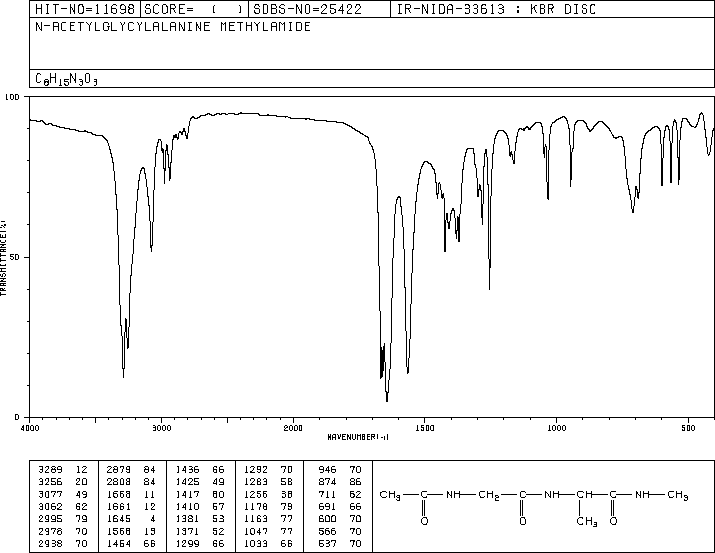 HIT-NO=11698 SCORE= ( ) SDBS-NO=25422 IR-NIDA-33613 : KBR DISC
N-ACETYLGLYCYLALANINE METHYLAMIDE
C8H15N3O3
100
50
0
TRANSMITTANCE(%)
4000 3000 2000 1500 1000 500
WAVENUMBER(-1)
3289 12 2879 84 1436 66 1292 70 946 70
3256 20 2808 84 1425 49 1283 58 874 86
3077 49 1668 11 1417 60 1256 38 711 62
3062 62 1661 12 1410 57 1178 79 691 66
2995 79 1645 4 1381 53 1163 77 600 70
2976 70 1568 13 1371 52 1047 77 566 70
2938 70 1454 66 1299 66 1033 66 537 70
CH3 C NH CH2 C NH CH C NH CH3
O O CH3 O